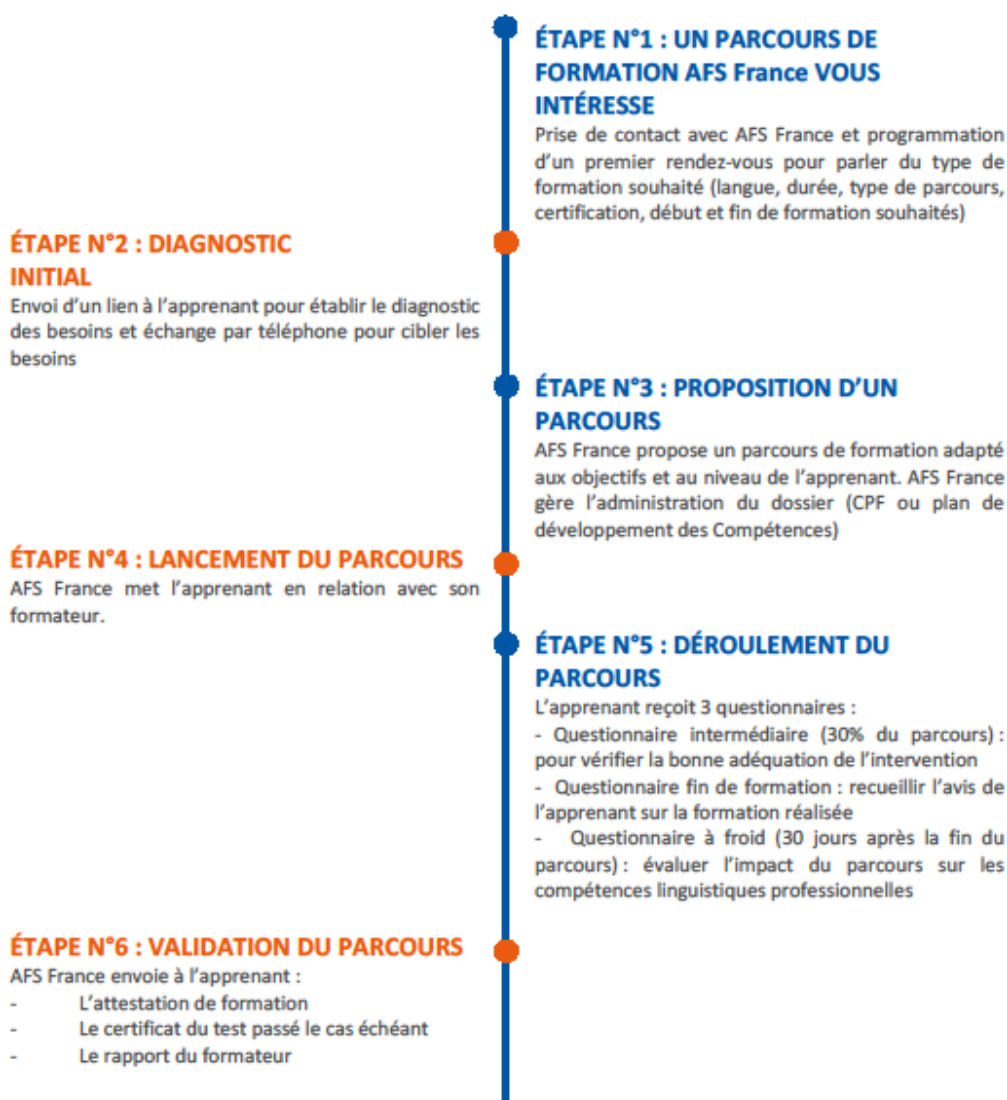 ÉTAPE N°1 : UN PARCOURS DE
FORMATION AFS France VOUS
INTÉRESSE
Prise de contact avec AFS France et programmation
d’un premier rendez-vous pour parler du type de
formation souhaité (langue, durée, type de parcours,
certification, début et fin de formation souhaités)
ÉTAPE N°2 : DIAGNOSTIC
INITIAL
Envoi d’un lien à l’apprenant pour établir le diagnostic
des besoins et échange par téléphone pour cibler les
besoins
ÉTAPE N°3 : PROPOSITION D’UN
PARCOURS
AFS France propose un parcours de formation adapté
aux objectifs et au niveau de l’apprenant. AFS France
gère l’administration du dossier (CPF ou plan de
développement des Compétences)
ÉTAPE N°4 : LANCEMENT DU PARCOURS
AFS France met l’apprenant en relation avec son
formateur.
ÉTAPE N°5 : DÉROULEMENT DU
PARCOURS
L’apprenant reçoit 3 questionnaires :
- Questionnaire intermédiaire (30% du parcours) :
pour vérifier la bonne adéquation de l’intervention
- Questionnaire fin de formation : recueillir l’avis de
l’apprenant sur la formation réalisée
- Questionnaire à froid (30 jours après la fin du
parcours) : évaluer l’impact du parcours sur les
compétences linguistiques professionnelles
ÉTAPE N°6 : VALIDATION DU PARCOURS
AFS France envoie à l’apprenant :
- L’attestation de formation
- Le certificat du test passé le cas échéant
- Le rapport du formateur